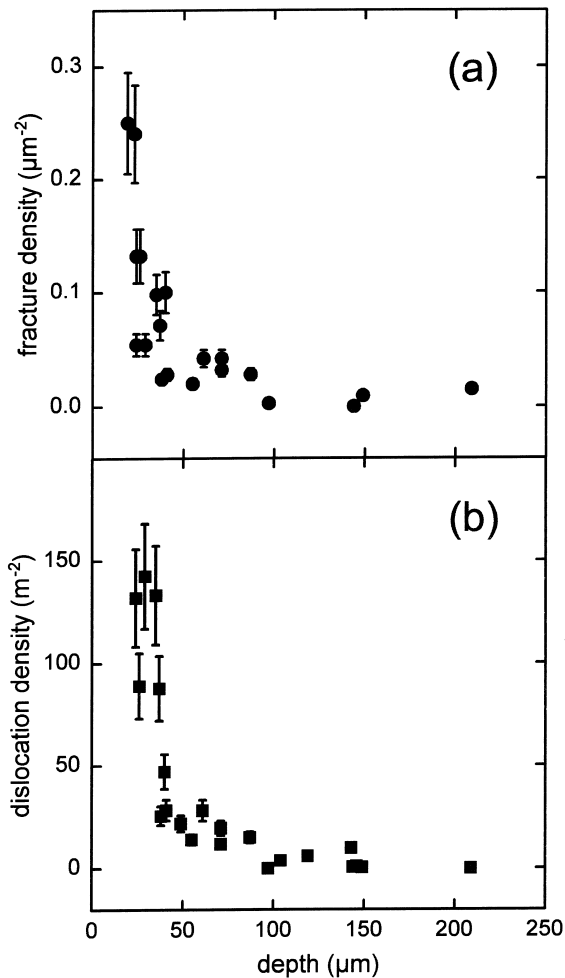 (a)
0.3
0.2
0.1
0.0
fracture density (µm⁻²)
(b)
150
100
50
0
dislocation density (m⁻²)
0 50 100 150 200 250
depth (µm)